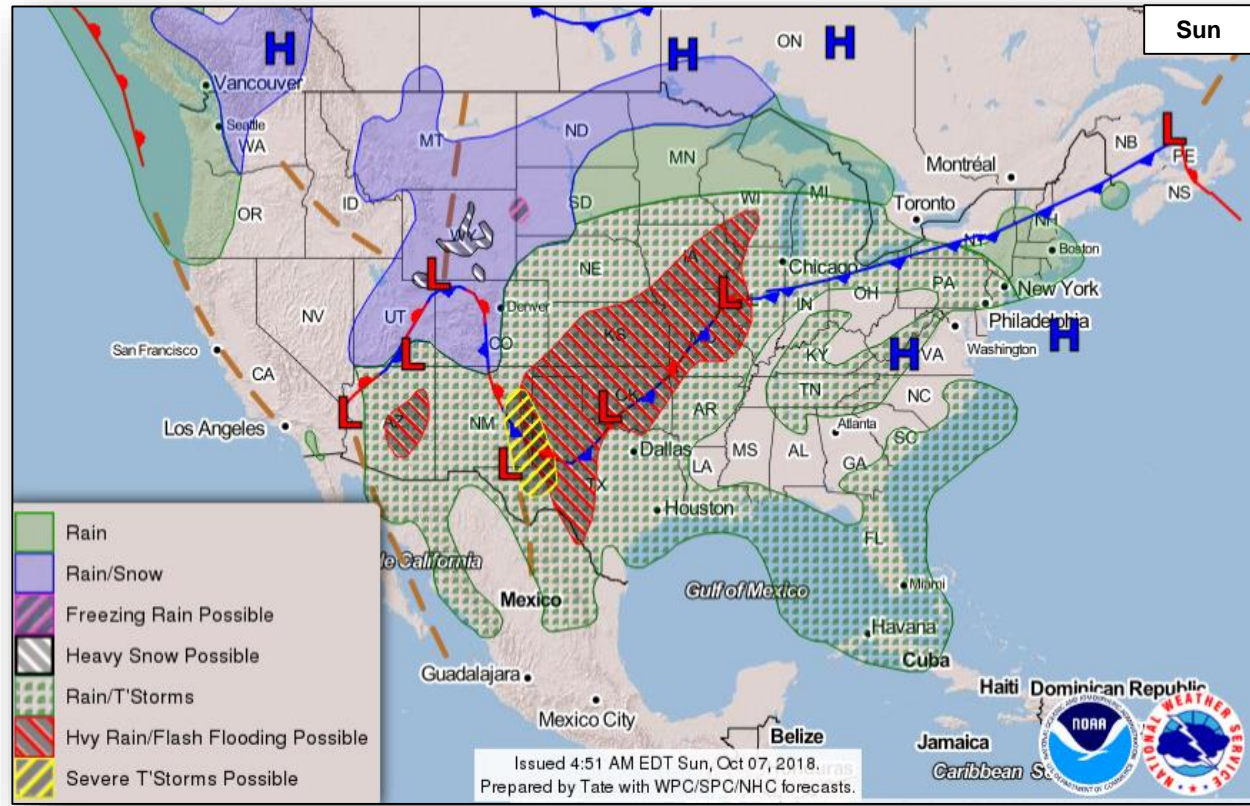 Sun
H
H
H
ON
Vancouver
Seattle
WA
MT
ND
MN
L
NB
PE
Montréal
NS
OR
ID
SD
WI
MI
Toronto
NH
WY
NY
Boston
NE
IA
Chicago
PA
New York
L
L
IN
OH
Philadelphia
NV
UT
Denver
CO
KS
MO
KY
H
VA
H
Washington
San Francisco
CA
L
L
L
OK
TN
NC
Los Angeles
AZ
NM
AR
Atlanta
SC
L
Dallas
LA
MS
AL
GA
TX
Houston
FL
Rain
Rain/Snow
Freezing Rain Possible
Heavy Snow Possible
Rain/T'Storms
Hvy Rain/Flash Flooding Possible
Severe T'Storms Possible
de California
Gulf of Mexico
Miami
Mexico
Havana
Cuba
Guadalajara
Haiti
Dominican Republic
Mexico City
Belize
Jamaica
Caribbean
Issued 4:51 AM EDT Sun, Oct 07, 2018.
Prepared by Tate with WPC/SPC/NHC forecasts.
NOAA
NATIONAL WEATHER SERVICE